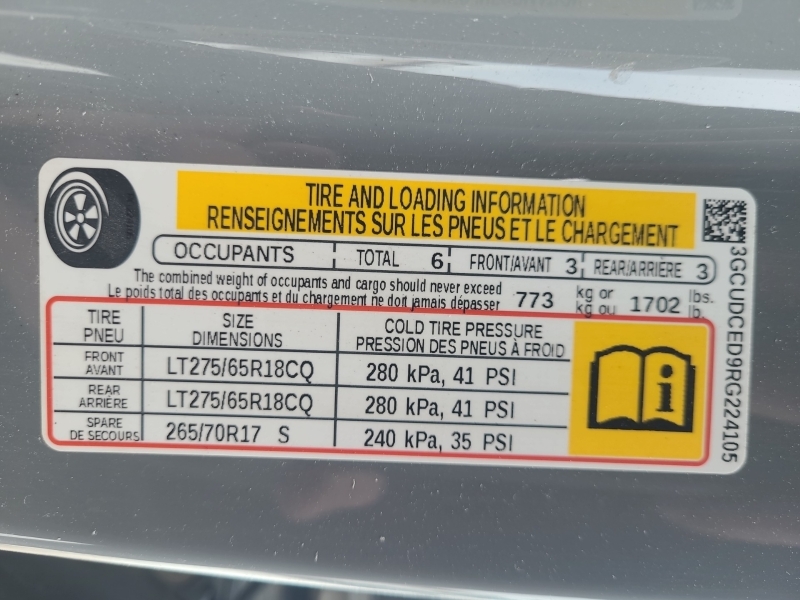 TIRE AND LOADING INFORMATION
RENSEIGNEMENTS SUR LES PNEUS ET LE CHARGEMENT
OCCUPANTS TOTAL 6 FRONT/AVANT 3 REAR/ARRIÈRE 3
The combined weight of occupants and cargo should never exceed
Le poids total des occupants et du chargement ne doit jamais dépasser
773 kg or 1702 lbs.
kg ou lb.
TIRE SIZE COLD TIRE PRESSURE
PNEU DIMENSIONS PRESSION DES PNEUS À FROID
FRONT
AVANT LT275/65R18CQ 280 kPa, 41 PSI
REAR
ARRIÈRE LT275/65R18CQ 280 kPa, 41 PSI
SPARE
DE SECOURS 265/70R17 S 240 kPa, 35 PSI
i
3GCUDCED9RG224105